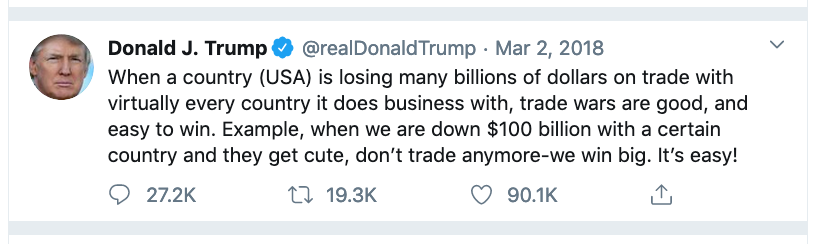 Donald J. Trump @realDonaldTrump · Mar 2, 2018
When a country (USA) is losing many billions of dollars on trade with
virtually every country it does business with, trade wars are good, and
easy to win. Example, when we are down $100 billion with a certain
country and they get cute, don’t trade anymore-we win big. It’s easy!
27.2K 19.3K 90.1K